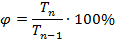 φ = Tₙ / Tₙ₋₁ · 100%